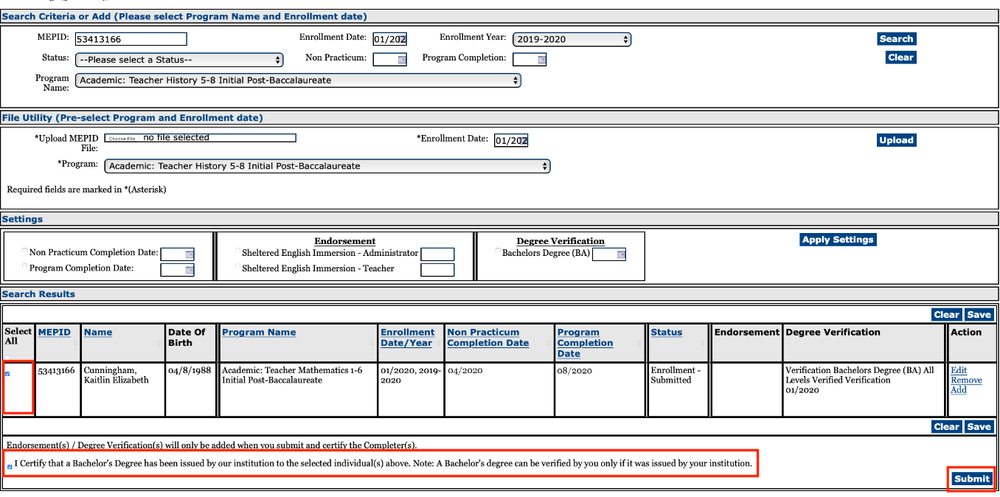 Search Criteria or Add (Please select Program Name and Enrollment date)
MEPID: 53413166 Enrollment Date: 01/202 Enrollment Year: 2019-2020 Search
Status: --Please select a Status-- Non Practicum: Program Completion: Clear
Program Name: Academic: Teacher History 5-8 Initial Post-Baccalaureate
File Utility (Pre-select Program and Enrollment date)
*Upload MEPID File: Choose File no file selected *Enrollment Date: 01/202 Upload
*Program: Academic: Teacher History 5-8 Initial Post-Baccalaureate
Required fields are marked in *(Asterisk)
Settings
Endorsement Degree Verification Apply Settings
Non Practicum Completion Date: Sheltered English Immersion - Administrator Bachelors Degree (BA)
Program Completion Date: Sheltered English Immersion - Teacher
Search Results
Clear Save
Select All MEPID Name Date Of Birth Program Name Enrollment Date/Year Non Practicum Completion Date Program Completion Date Status Endorsement Degree Verification Action
53413166 Cunningham, Kaitlin Elizabeth 04/8/1988 Academic: Teacher Mathematics 1-6 Initial Post-Baccalaureate 01/2020, 2019-2020 04/2020 08/2020 Enrollment - Submitted Verification Bachelors Degree (BA) All Levels Verified Verification 01/2020 Edit Remove Add
Clear Save
Endorsement(s) / Degree Verification(s) will only be added when you submit and certify the Completer(s).
I Certify that a Bachelor's Degree has been issued by our institution to the selected individual(s) above. Note: A Bachelor's degree can be verified by you only if it was issued by your institution.
Submit